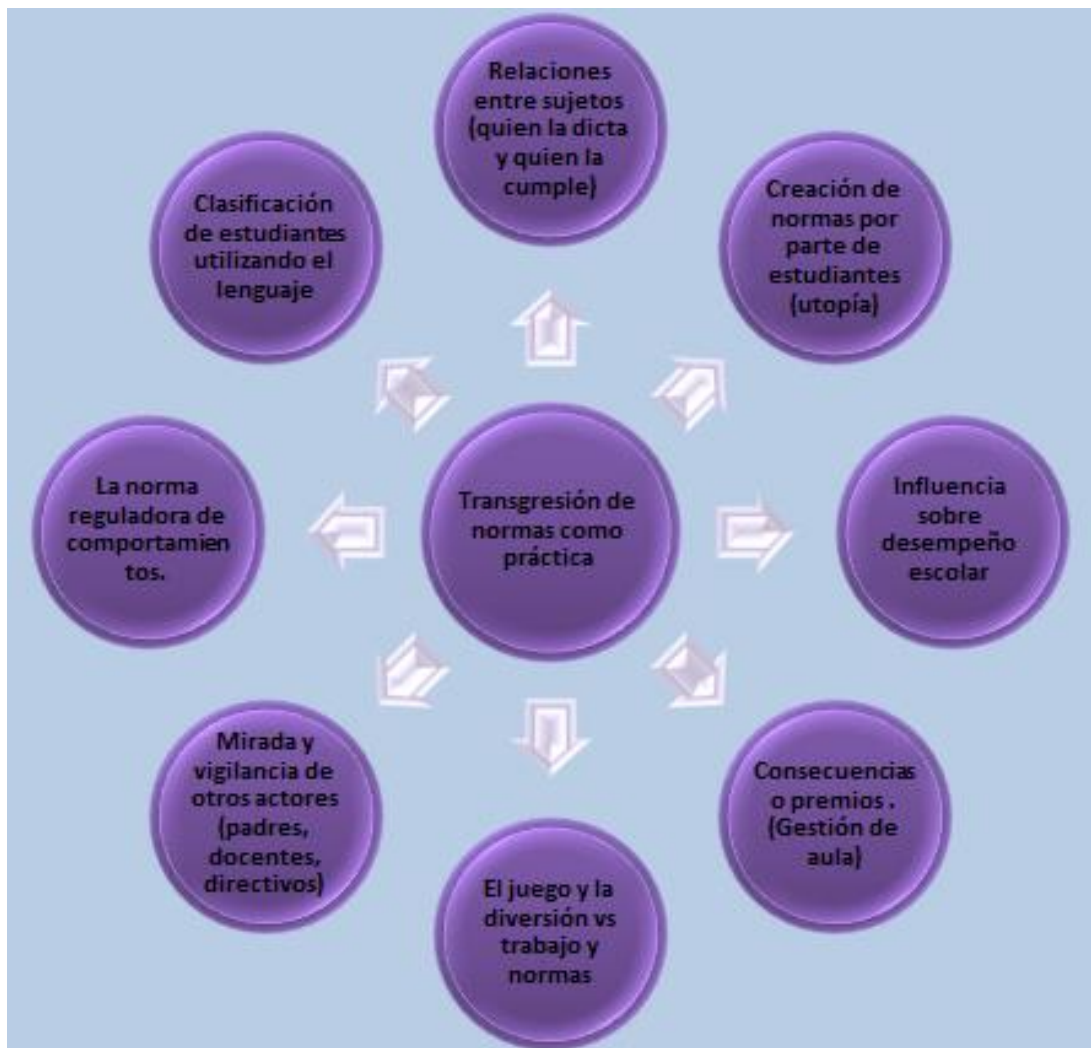 Relaciones
entre sujetos
(quien la dicta
y quien la
cumple)
Creación de
normas por
parte de
estudiantes
(utopía)
Influencia
sobre
desempeño
escolar
Consecuencias
o premios .
(Gestión de
aula)
El juego y la
diversión vs
trabajo y
normas
Mirada y
vigilancia de
otros actores
(padres,
docentes,
directivos)
La norma
reguladora de
comportamien
tos.
Clasificación
de estudiantes
utilizando el
lenguaje
Transgresión de
normas como
práctica